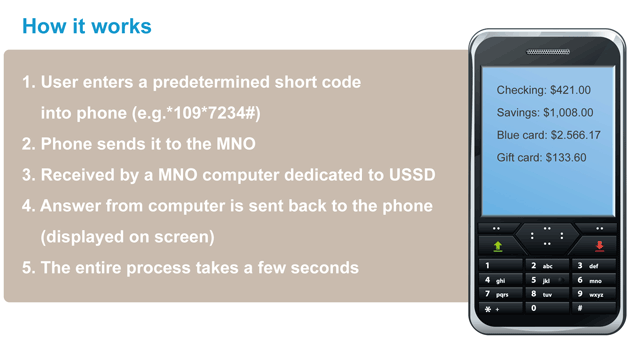 How it works
1. User enters a predetermined short code
into phone (e.g.*109*7234#)
2. Phone sends it to the MNO
3. Received by a MNO computer dedicated to USSD
4. Answer from computer is sent back to the phone
(displayed on screen)
5. The entire process takes a few seconds
Checking: $421.00
Savings: $1,008.00
Blue card: $2.566.17
Gift card: $133.60
1 2 abc 3 def
4 ghi 5 jkl 6 mno
7 pqrs 8 tuv 9 wxyz
* + 0 #